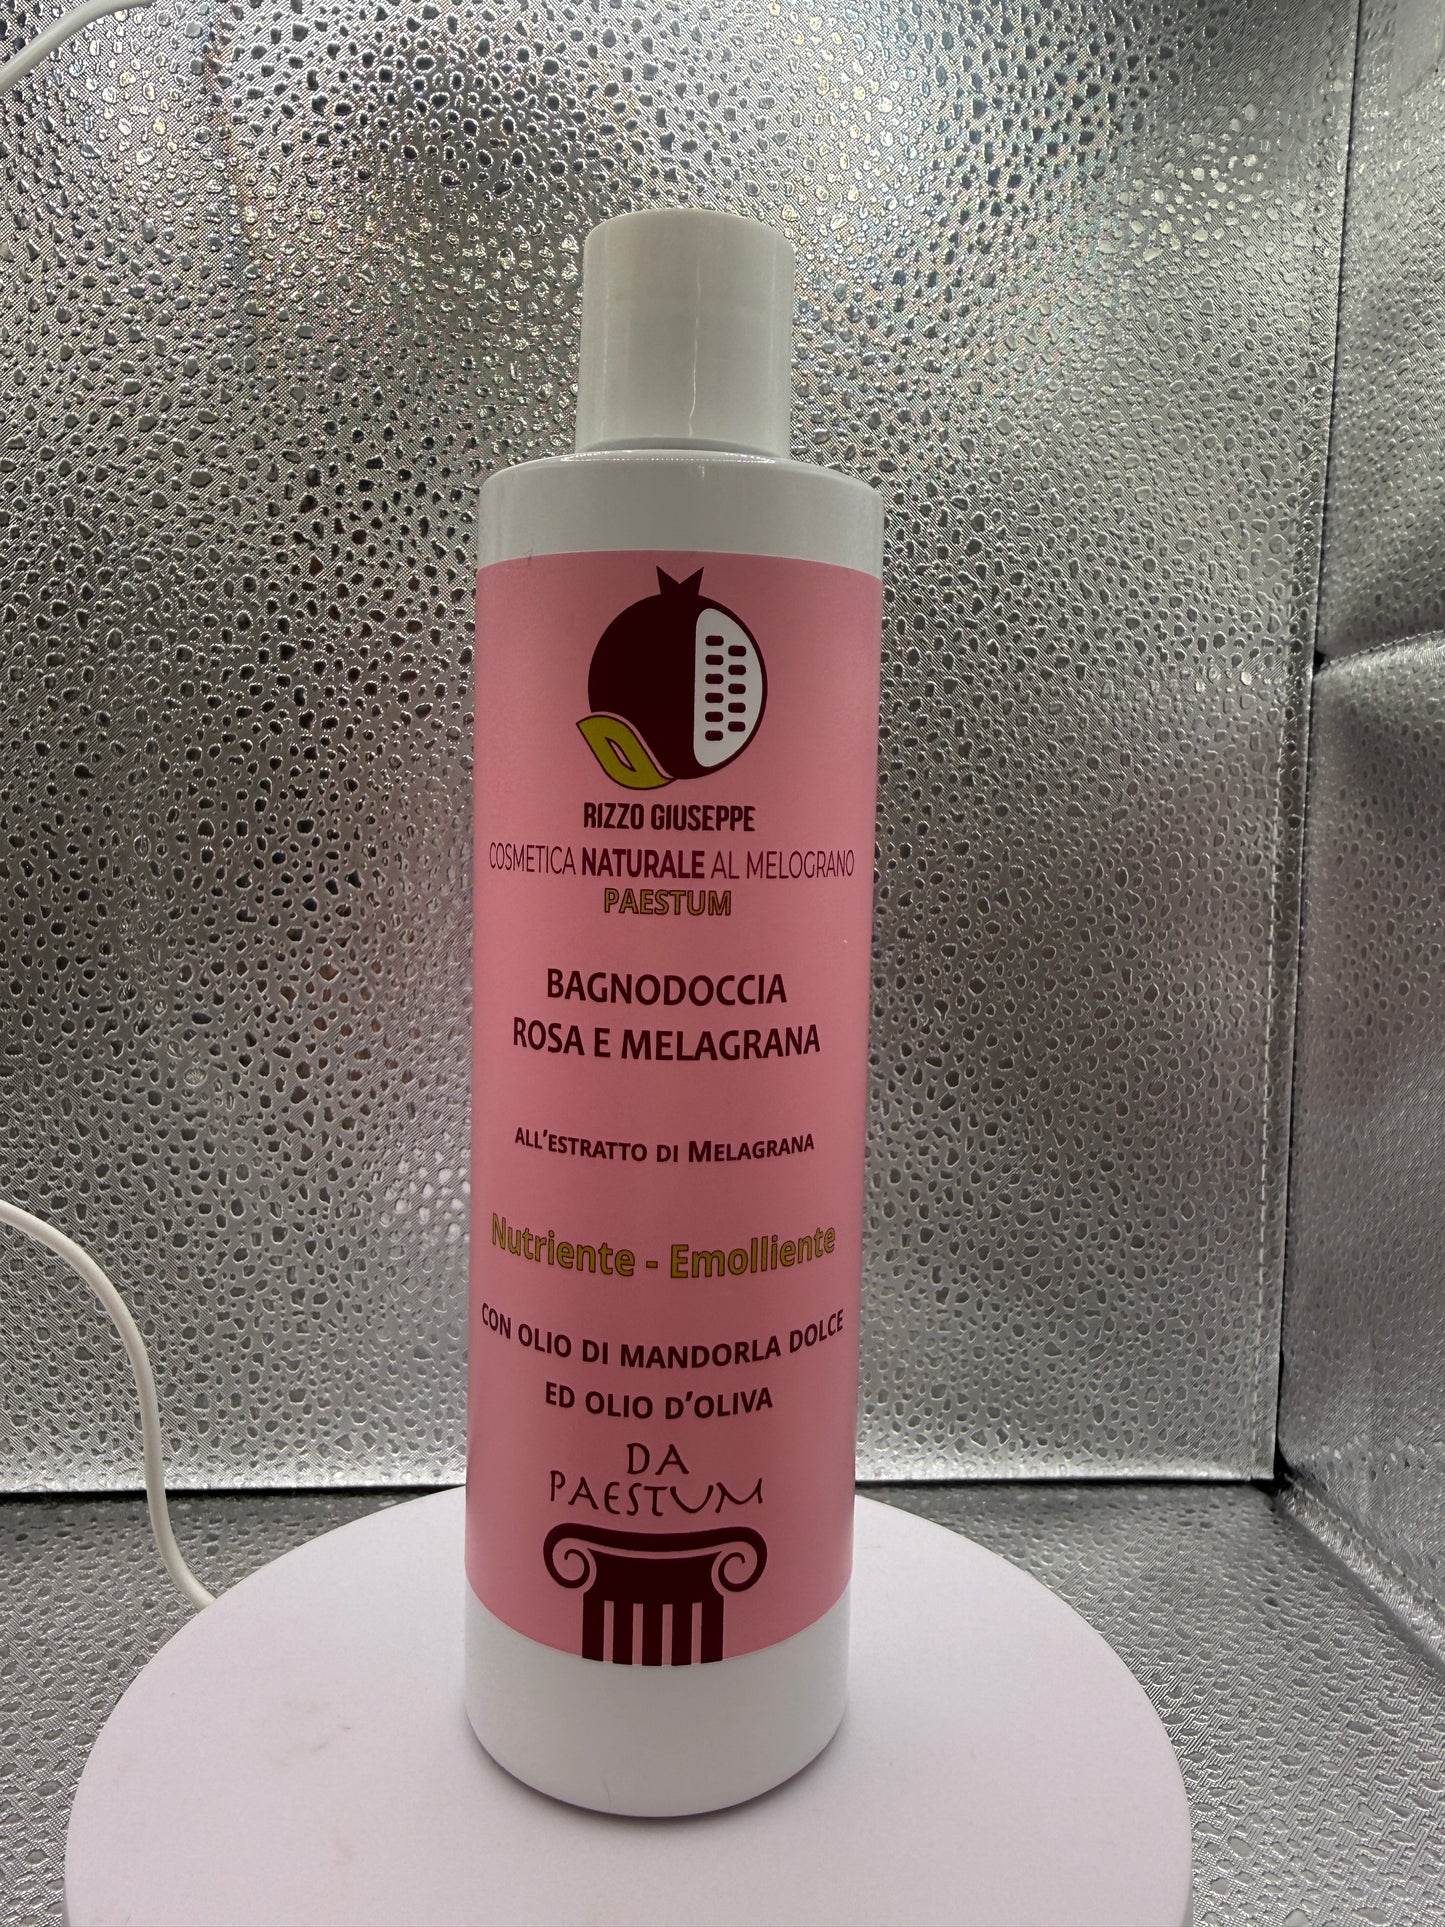 RIZZO GIUSEPPE
COSMETICA NATURALE AL MELOGRANO
PAESTUM
BAGNODOCCIA
ROSA E MELAGRANA
ALL'ESTRATTO DI MELAGRANA
Nutriente - Emolliente
CON OLIO DI MANDORLA DOLCE
ED OLIO D'OLIVA
DA
PAESTUM